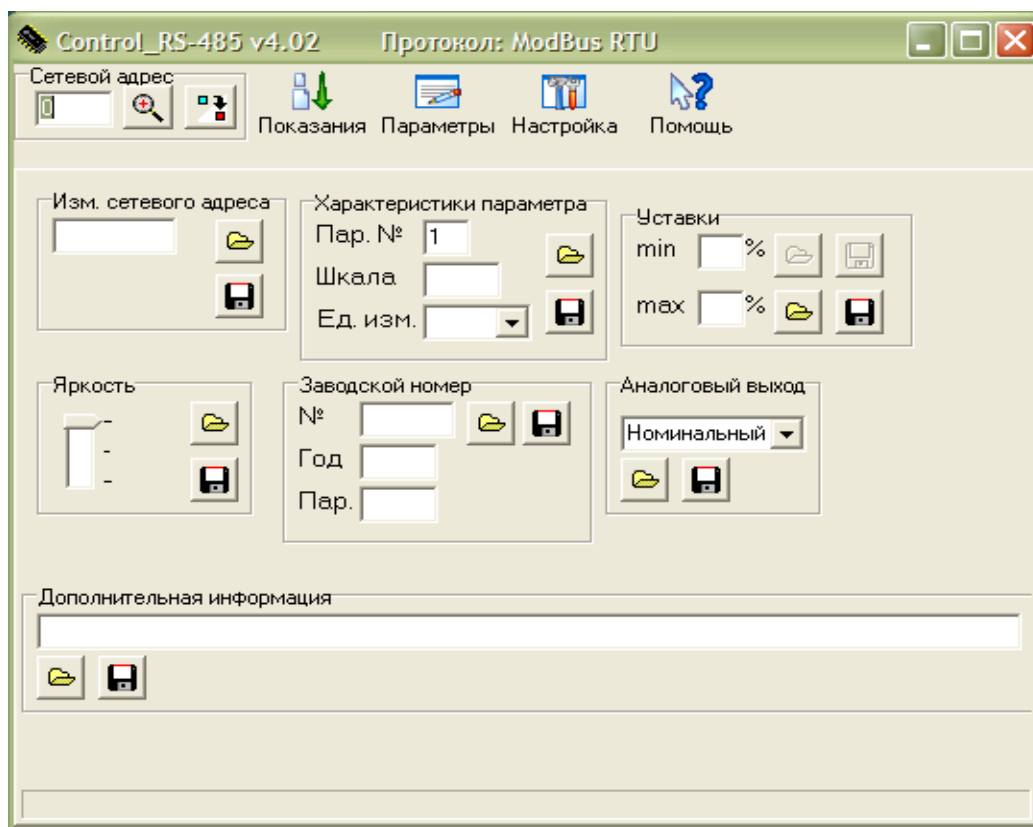 Control_RS-485 v4.02 Протокол: ModBus RTU
Сетевой адрес
0
Показания Параметры Настройка Помощь
Изм. сетевого адреса
Характеристики параметра
Пар. № 1
Шкала
Ед. изм.
Уставки
min %
max %
Яркость
Заводской номер
№
Год
Пар.
Аналоговый выход
Номинальный
Дополнительная информация